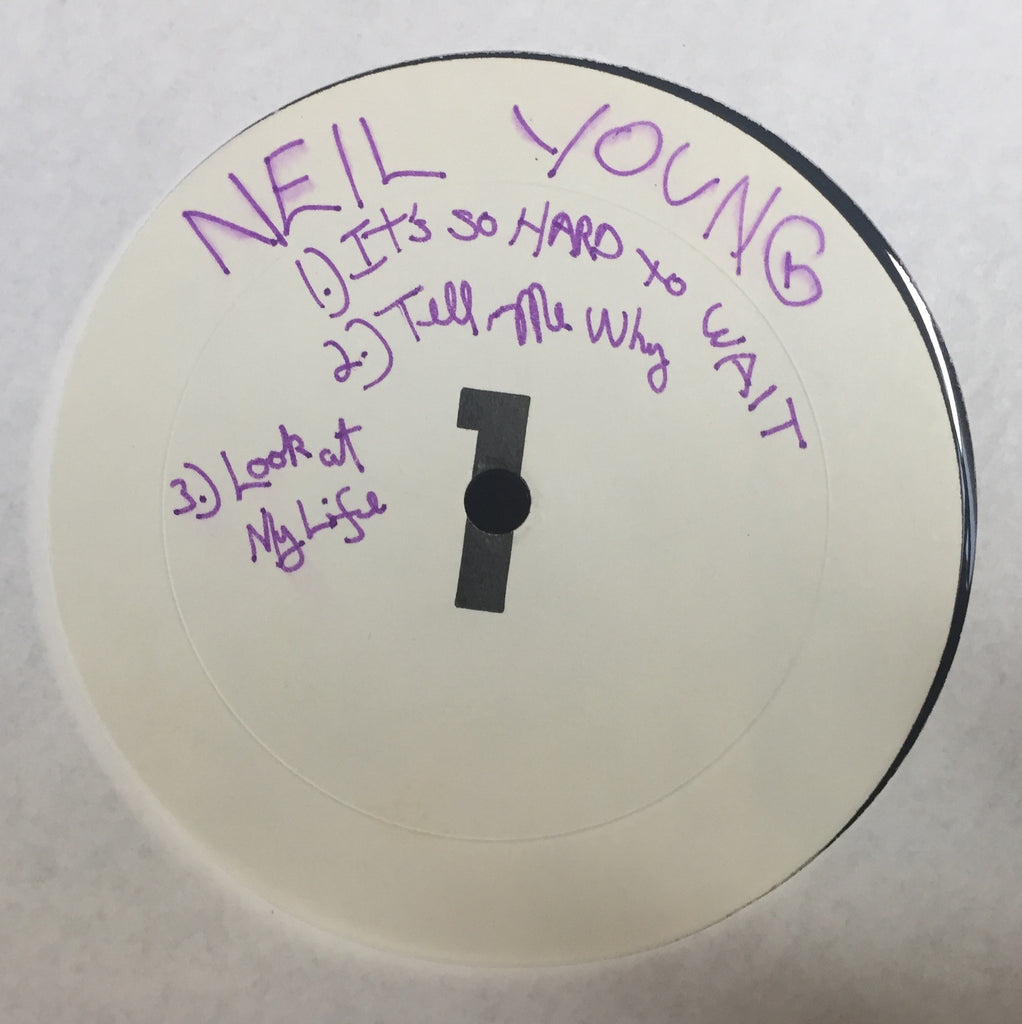 NEIL YOUNG
1.) It's SO HARD to WAIT
2.) Tell Me Why
3.) Look at
My Life
1